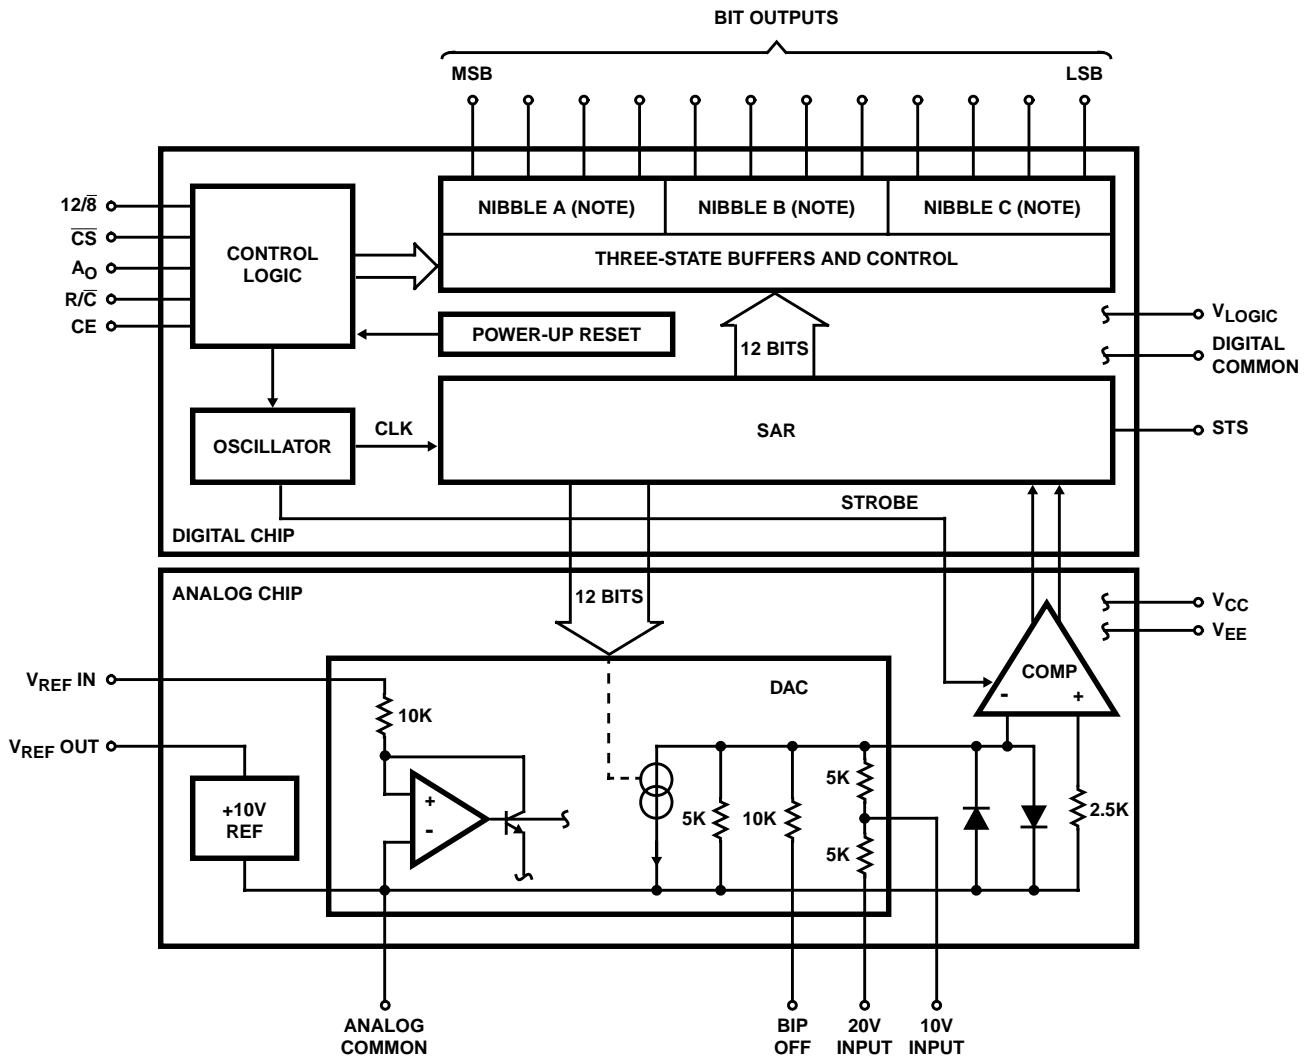 BIT OUTPUTS
MSB
LSB
12/8̅
C̅S̅
AO
R/C̅
CE
CONTROL
LOGIC
NIBBLE A (NOTE)
NIBBLE B (NOTE)
NIBBLE C (NOTE)
THREE-STATE BUFFERS AND CONTROL
POWER-UP RESET
12 BITS
VLOGIC
DIGITAL
COMMON
OSCILLATOR
CLK
SAR
STS
STROBE
DIGITAL CHIP
ANALOG CHIP
12 BITS
VCC
VEE
COMP
- +
VREF IN
DAC
10K
VREF OUT
+10V
REF
+
-
5K
10K
5K
5K
2.5K
ANALOG
COMMON
BIP
OFF
20V
INPUT
10V
INPUT